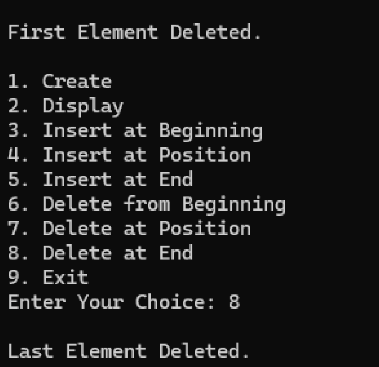 First Element Deleted.
1. Create
2. Display
3. Insert at Beginning
4. Insert at Position
5. Insert at End
6. Delete from Beginning
7. Delete at Position
8. Delete at End
9. Exit
Enter Your Choice: 8
Last Element Deleted.